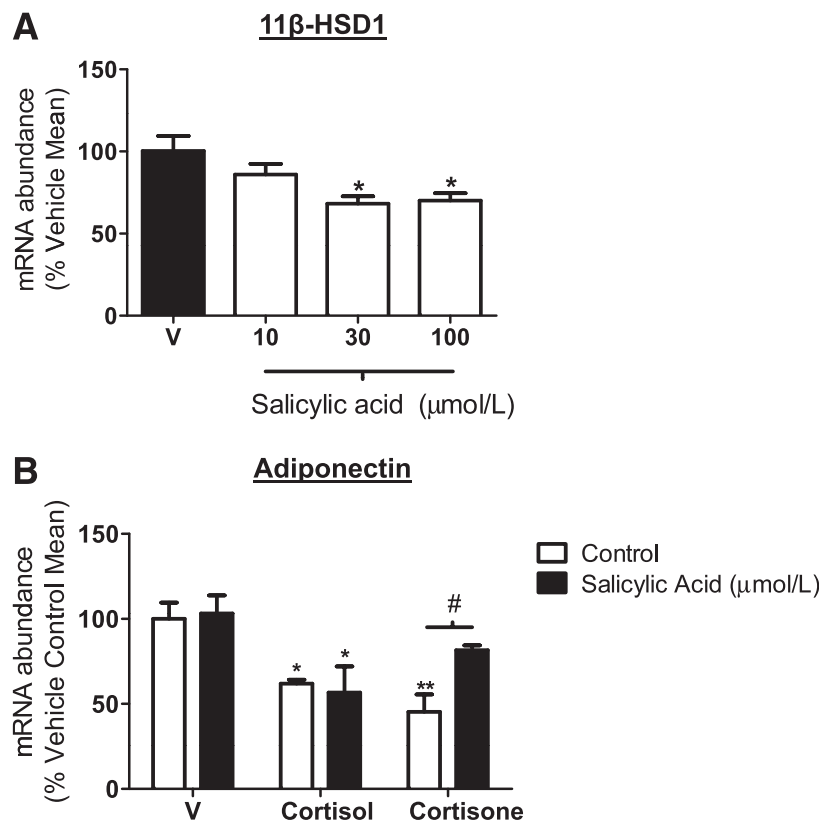 A
11β-HSD1
mRNA abundance
(% Vehicle Mean)
150
100
50
0
*
*
V
10
30
100
Salicylic acid (μmol/L)
B
Adiponectin
mRNA abundance
(% Vehicle Control Mean)
150
100
50
0
*
*
**
#
V
Cortisol
Cortisone
Control
Salicylic Acid (μmol/L)